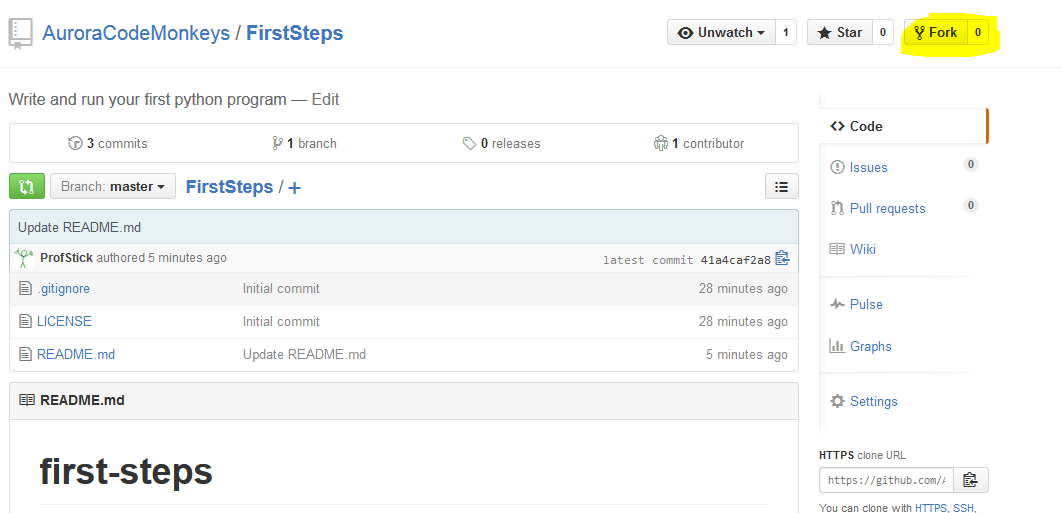 AuroraCodeMonkeys / FirstSteps
Unwatch 1 Star 0 Fork 0
Write and run your first python program — Edit
3 commits 1 branch 0 releases 1 contributor
Branch: master FirstSteps / +
Update README.md
ProfStick authored 5 minutes ago latest commit 41a4caf2a8
.gitignore Initial commit 28 minutes ago
LICENSE Initial commit 28 minutes ago
README.md Update README.md 5 minutes ago
README.md
first-steps
Code
Issues 0
Pull requests 0
Wiki
Pulse
Graphs
Settings
HTTPS clone URL
https://github.com/
You can clone with HTTPS, SSH,